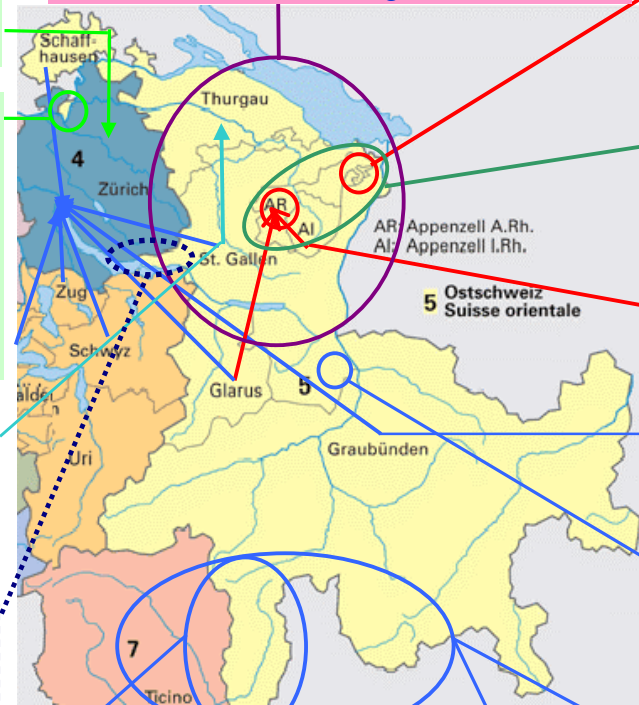 Schaff-
hausen
Thurgau
4
Zürich
AR
AI
AR: Appenzell A.Rh.
AI: Appenzell I.Rh.
St. Gallen
Zug
5 Ostschweiz
Suisse orientale
Schwyz
Glarus
5
Uri
Graubünden
7
Ticino